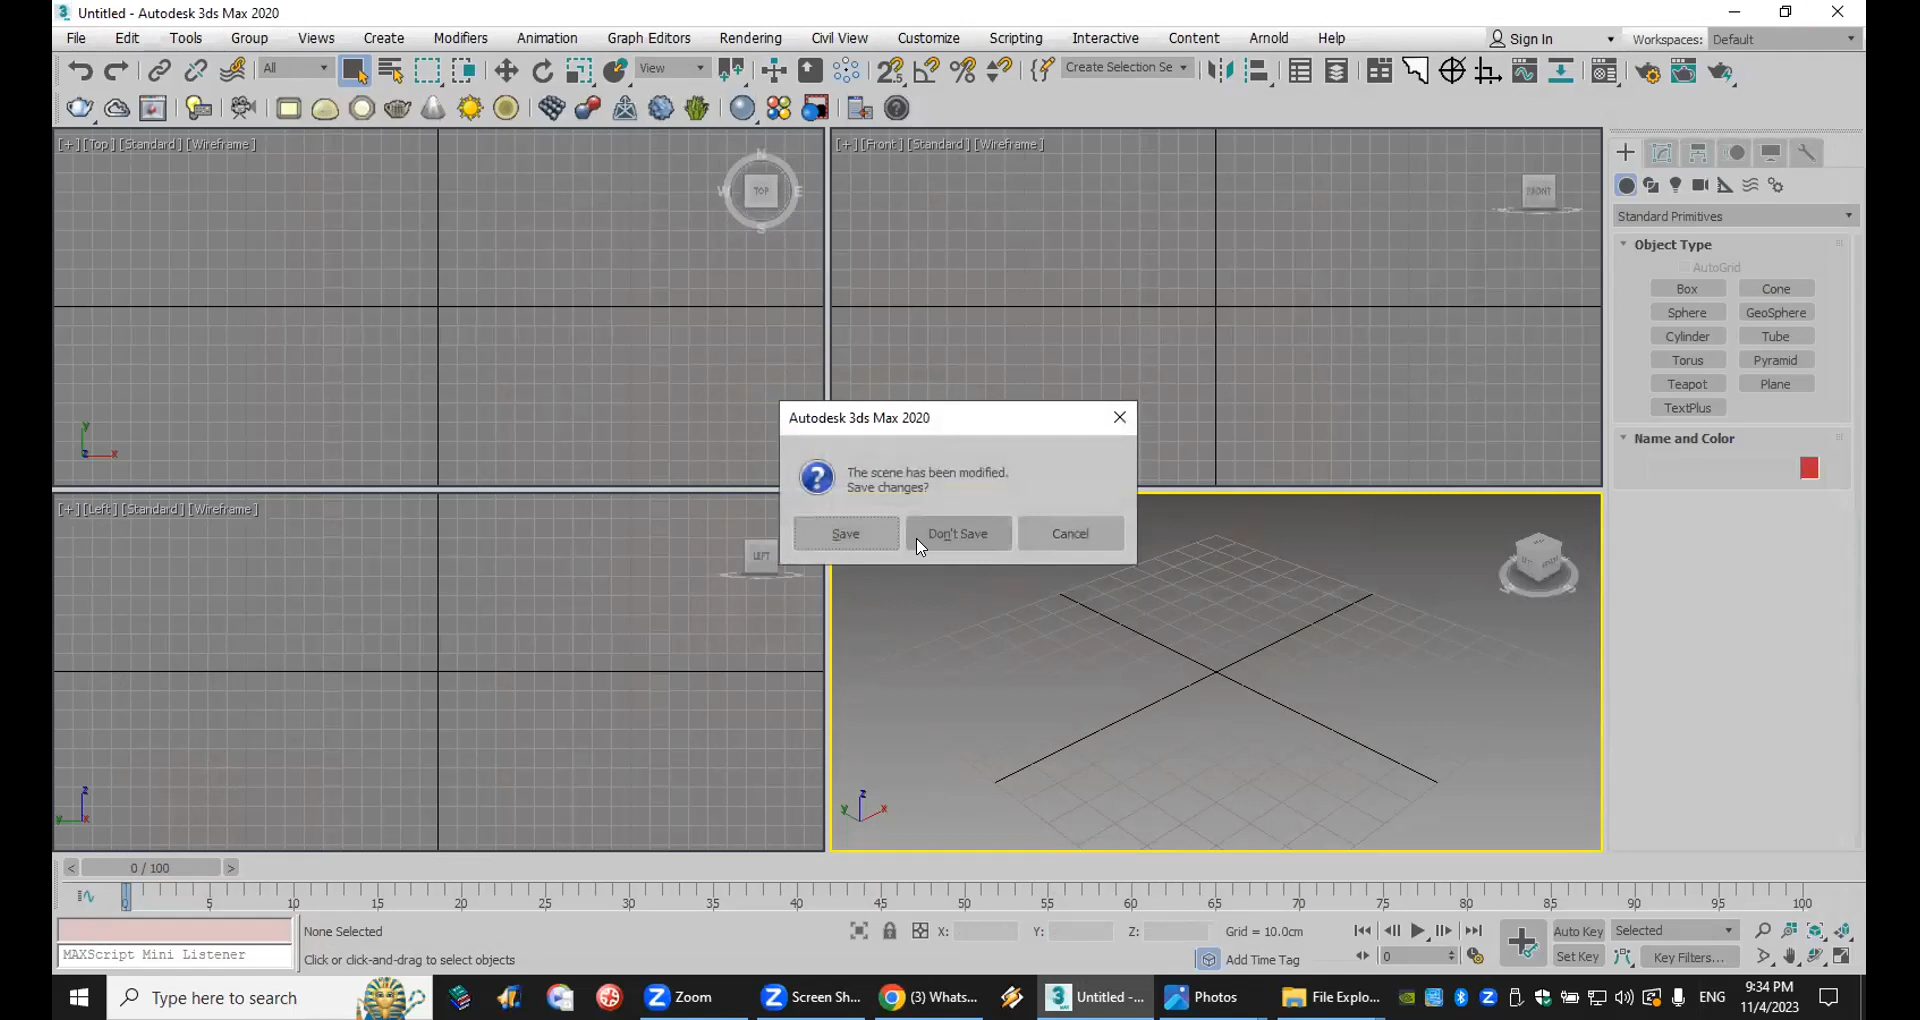 Untitled - Autodesk 3ds Max 2020
File Edit Tools Group Views Create Modifiers Animation Graph Editors Rendering Civil View Customize Scripting Interactive Content Arnold Help Sign In Workspaces: Default
All View Create Selection Se
[+] [Top] [Standard] [Wireframe]
N
W TOP E
S
y
z x
[+] [Front] [Standard] [Wireframe]
FRONT
Standard Primitives
Object Type
AutoGrid
Box Cone
Sphere GeoSphere
Cylinder Tube
Torus Pyramid
Teapot Plane
TextPlus
Name and Color
Autodesk 3ds Max 2020
The scene has been modified.
Save changes?
Save Don't Save Cancel
[+] [Left] [Standard] [Wireframe]
LEFT
z
y x
z
y x
< 0 / 100 >
0 5 10 15 20 25 30 35 40 45 50 55 60 65 70 75 80 85 90 95 100
None Selected X: Y: Z: Grid = 10.0cm Auto Key Selected
MAXScript Mini Listener Click or click-and-drag to select objects Add Time Tag 0 Set Key Key Filters...
Type here to search Zoom Screen Sh... (3) Whats... Untitled -... Photos File Explo... ENG 9:34 PM
11/4/2023